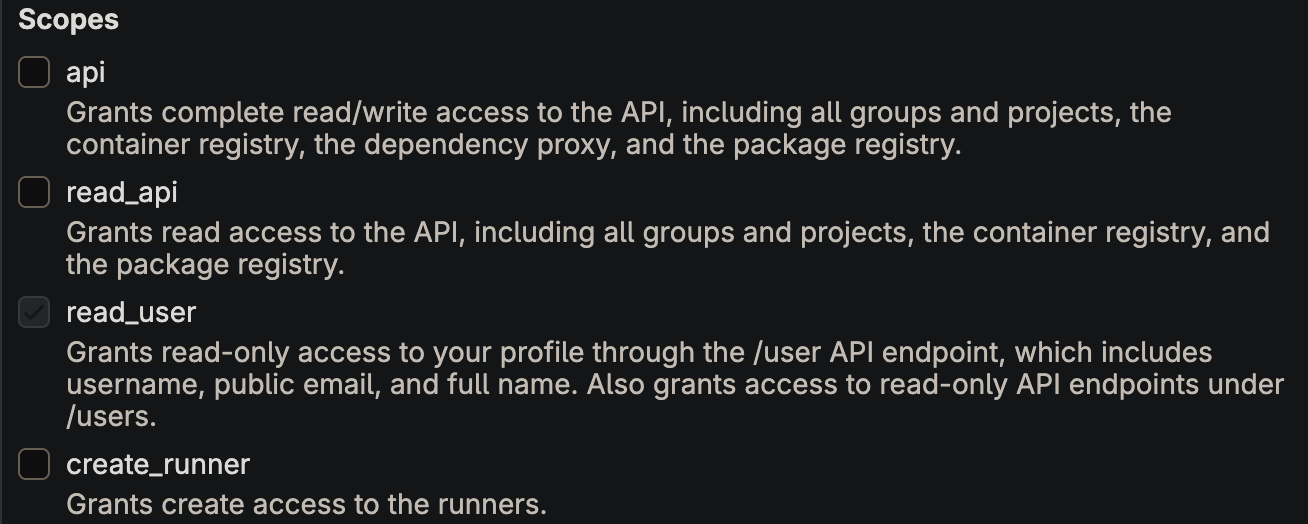 Scopes
api
Grants complete read/write access to the API, including all groups and projects, the
container registry, the dependency proxy, and the package registry.
read_api
Grants read access to the API, including all groups and projects, the container registry, and
the package registry.
read_user
Grants read-only access to your profile through the /user API endpoint, which includes
username, public email, and full name. Also grants access to read-only API endpoints under
/users.
create_runner
Grants create access to the runners.